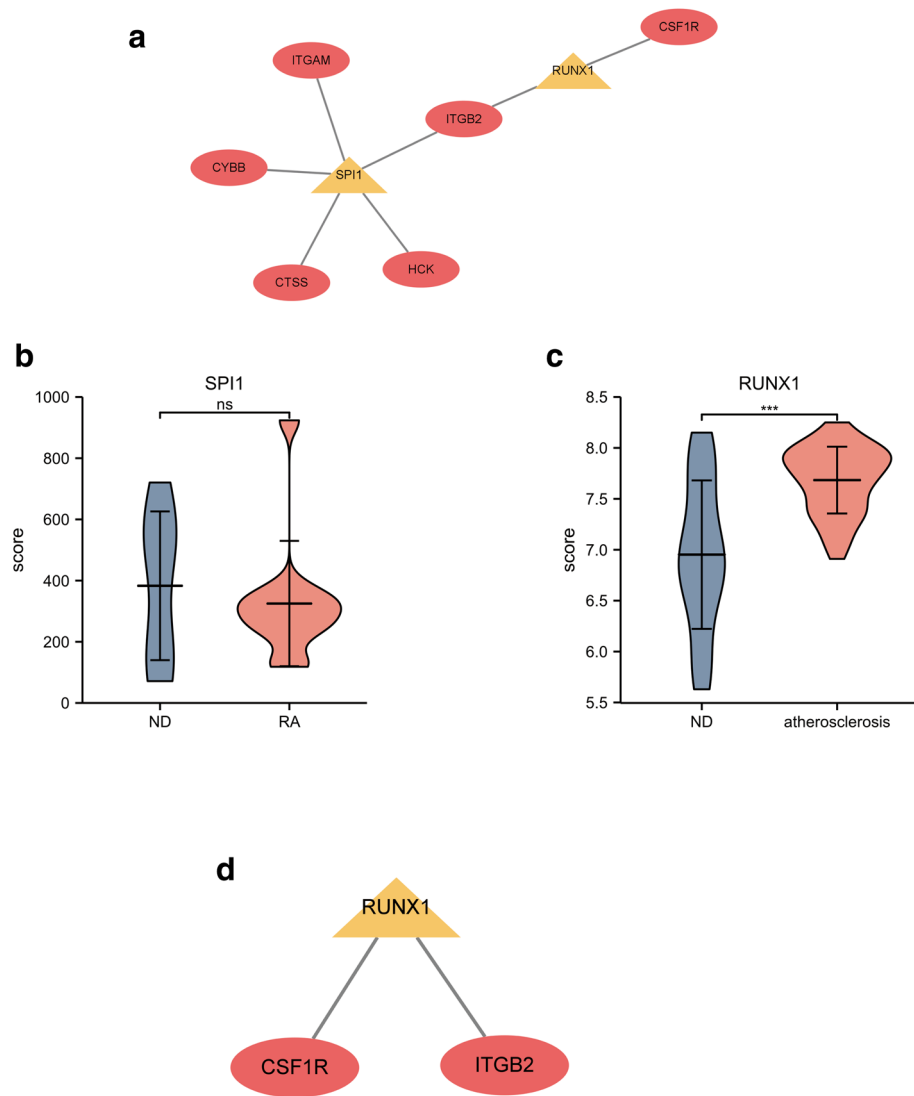 a
CSF1R
ITGAM
RUNX1
ITGB2
CYBB
SPI1
CTSS
HCK
b
SPI1
ns
score
1000
800
600
400
200
0
ND
RA
c
RUNX1
***
score
8.5
8.0
7.5
7.0
6.5
6.0
5.5
ND
atherosclerosis
d
RUNX1
CSF1R
ITGB2